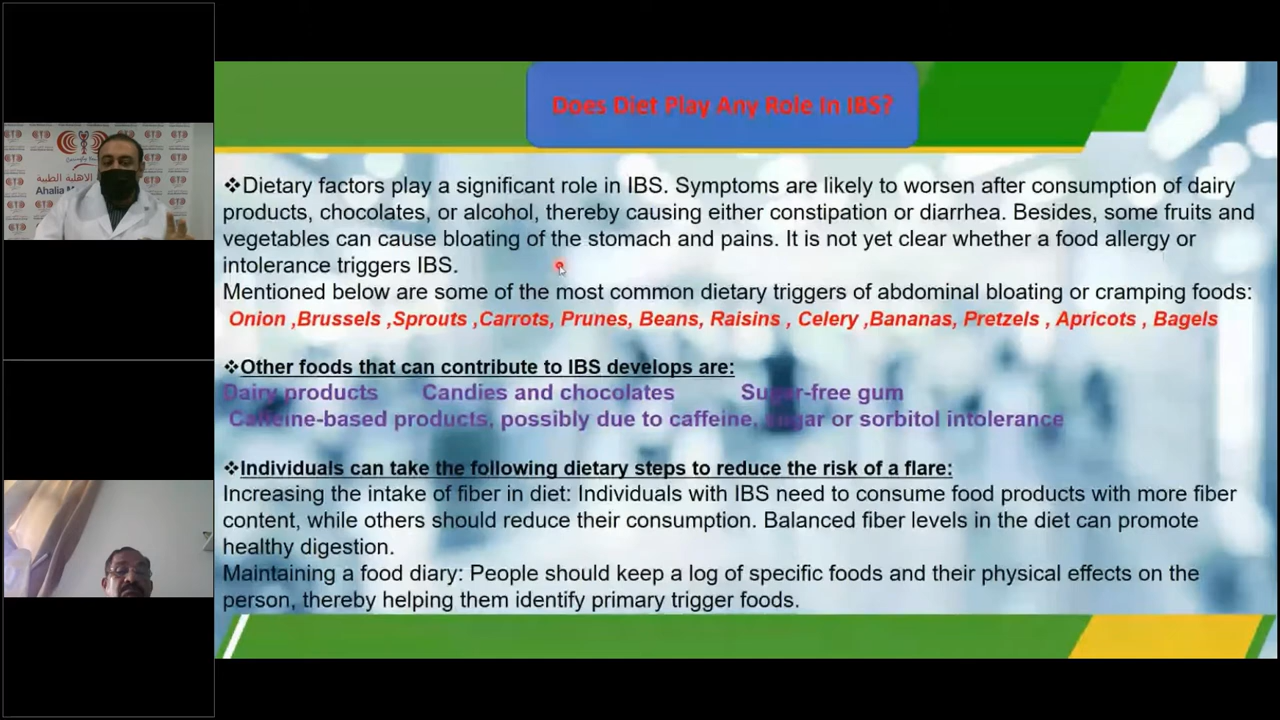 Does Diet Play Any Role In IBS?
❖Dietary factors play a significant role in IBS. Symptoms are likely to worsen after consumption of dairy
products, chocolates, or alcohol, thereby causing either constipation or diarrhea. Besides, some fruits and
vegetables can cause bloating of the stomach and pains. It is not yet clear whether a food allergy or
intolerance triggers IBS.
Mentioned below are some of the most common dietary triggers of abdominal bloating or cramping foods:
Onion ,Brussels ,Sprouts ,Carrots, Prunes, Beans, Raisins , Celery ,Bananas, Pretzels , Apricots , Bagels
❖Other foods that can contribute to IBS develops are:
Dairy products Candies and chocolates Sugar-free gum
Caffeine-based products, possibly due to caffeine, sugar or sorbitol intolerance
❖Individuals can take the following dietary steps to reduce the risk of a flare:
Increasing the intake of fiber in diet: Individuals with IBS need to consume food products with more fiber
content, while others should reduce their consumption. Balanced fiber levels in the diet can promote
healthy digestion.
Maintaining a food diary: People should keep a log of specific foods and their physical effects on the
person, thereby helping them identify primary trigger foods.
الاهلية الطبية
Ahalia